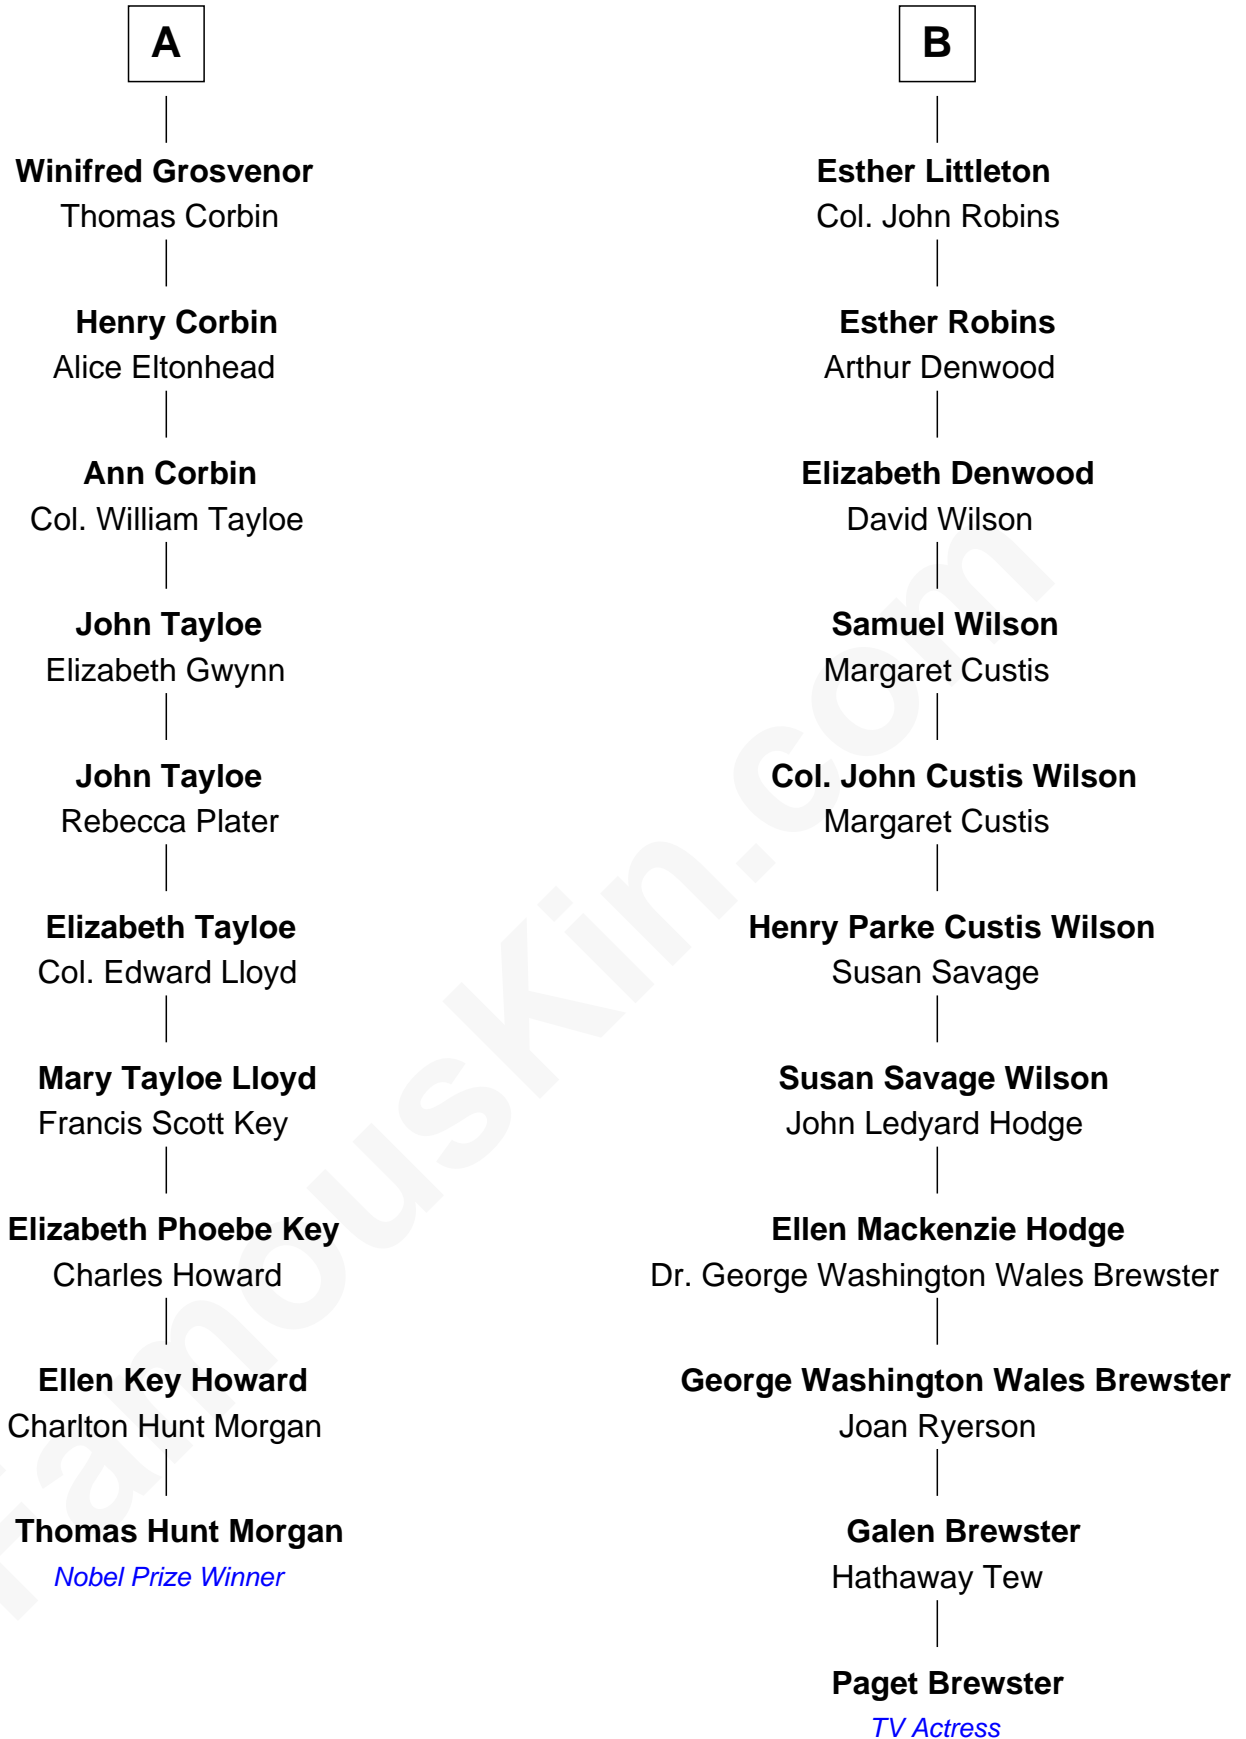 A
Winifred Grosvenor
Thomas Corbin
Henry Corbin
Alice Eltonhead
Ann Corbin
Col. William Tayloe
John Tayloe
Elizabeth Gwynn
John Tayloe
Rebecca Plater
Elizabeth Tayloe
Col. Edward Lloyd
Mary Tayloe Lloyd
Francis Scott Key
Elizabeth Phoebe Key
Charles Howard
Ellen Key Howard
Charlton Hunt Morgan
Thomas Hunt Morgan
Nobel Prize Winner
B
Esther Littleton
Col. John Robins
Esther Robins
Arthur Denwood
Elizabeth Denwood
David Wilson
Samuel Wilson
Margaret Custis
Col. John Custis Wilson
Margaret Custis
Henry Parke Custis Wilson
Susan Savage
Susan Savage Wilson
John Ledyard Hodge
Ellen Mackenzie Hodge
Dr. George Washington Wales Brewster
George Washington Wales Brewster
Joan Ryerson
Galen Brewster
Hathaway Tew
Paget Brewster
TV Actress
FamousKin.com